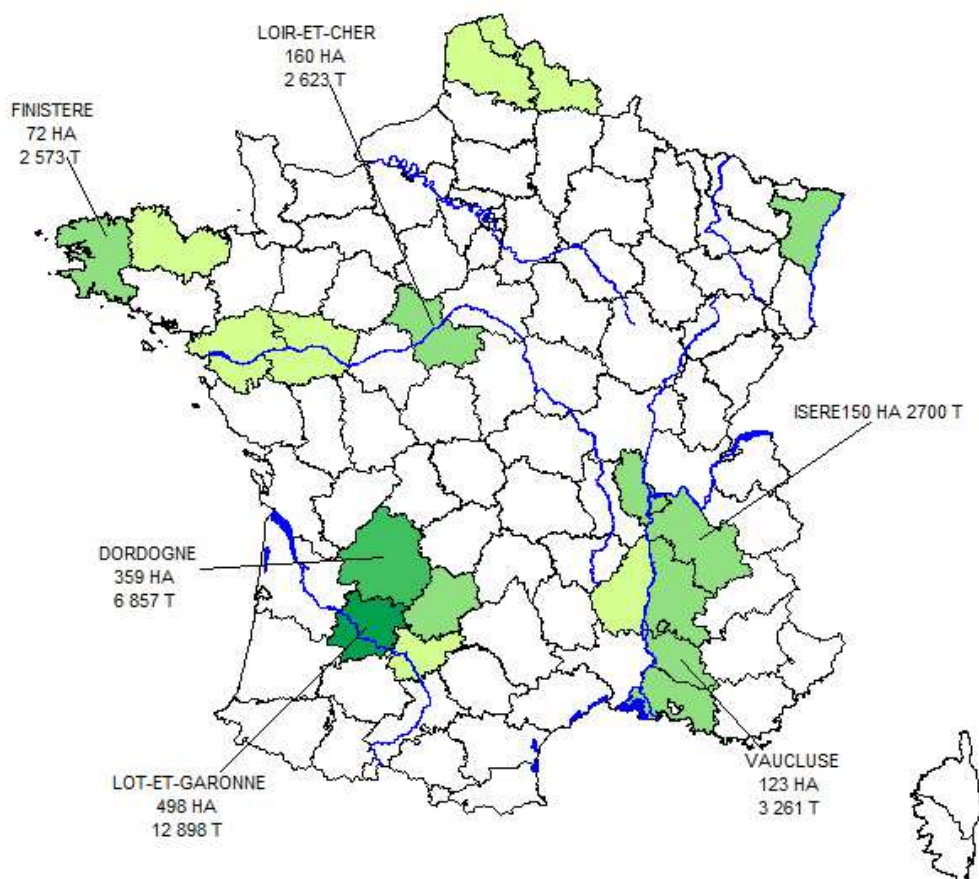 LOIR-ET-CHER
160 HA
2 623 T
FINISTERE
72 HA
2 573 T
ISERE150 HA 2700 T
DORDOGNE
359 HA
6 857 T
LOT-ET-GARONNE
498 HA
12 898 T
VAUCLUSE
123 HA
3 261 T